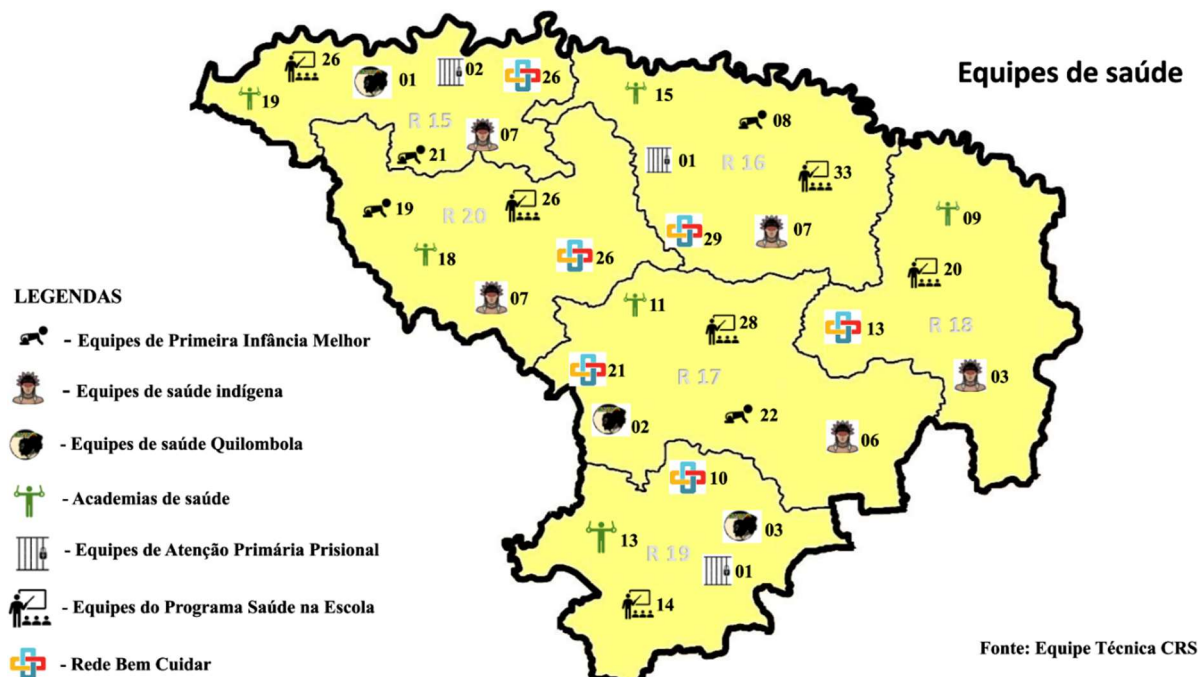 Equipes de saúde
26
01
02
26
19
R 15
07
21
15
08
01
R 16
33
29
07
19
R 20
26
18
26
07
09
20
13
R 18
03
11
28
21
R 17
02
22
06
10
13
03
R 19
01
14
LEGENDAS
- Equipes de Primeira Infância Melhor
- Equipes de saúde indígena
- Equipes de saúde Quilombola
- Academias de saúde
- Equipes de Atenção Primária Prisional
- Equipes do Programa Saúde na Escola
- Rede Bem Cuidar
Fonte: Equipe Técnica CRS